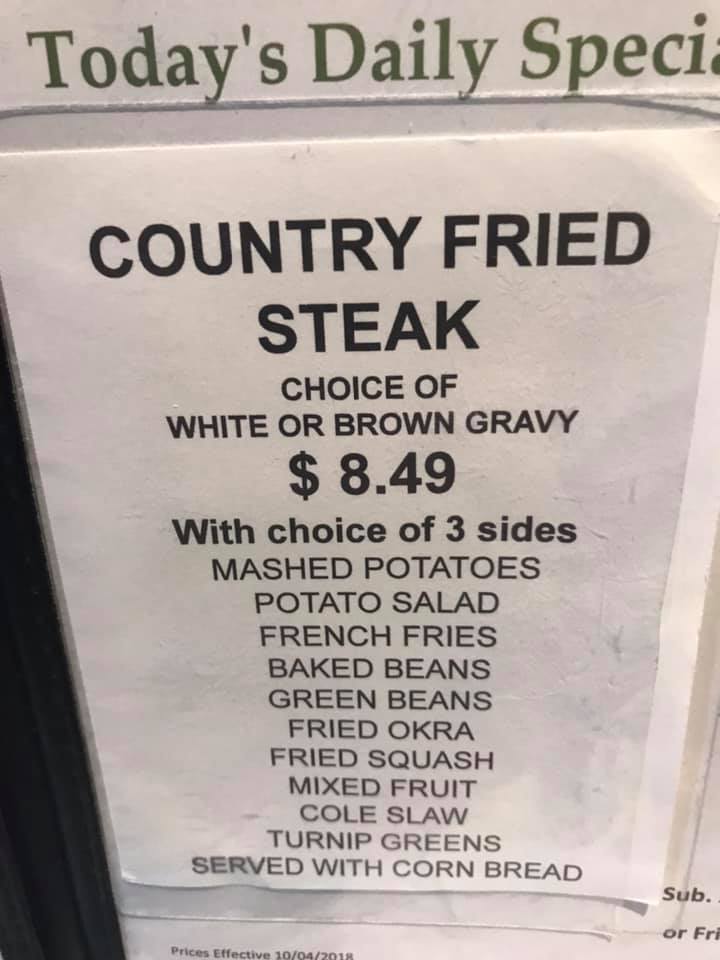 Today's Daily
COUNTRY FRIED
STEAK
CHOICE OF
WHITE OR BROWN GRAVY
$ 8.49
With choice of 3 sides
MASHED POTATOES
POTATO SALAD
FRENCH FRIES
BAKED BEANS
GREEN BEANS
FRIED OKRA
FRIED SQUASH
MIXED FRUIT
COLE SLAW
TURNIP GREENS
SERVED WITH CORN BREAD
Sub.
or Fri
Prices Effective 10/04/2018